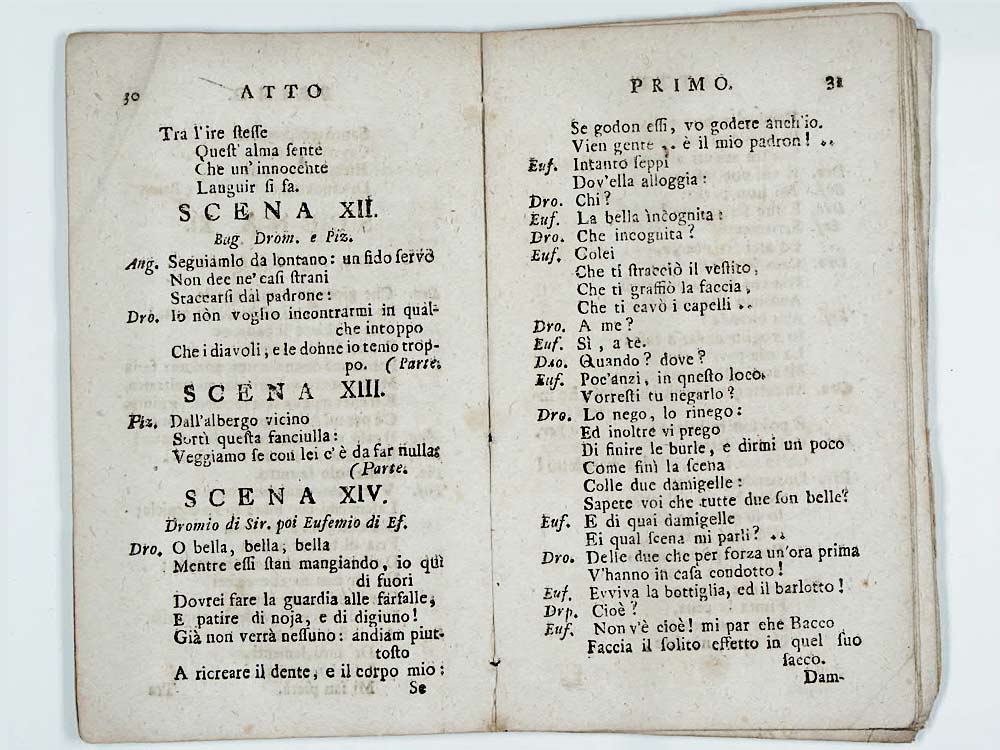 30 ATTO
Tra l'ire stesse
Quest' alma sente
Che un' innocente
Languir si fa.
SCENA XII.
Bag Drom. e Piz.
Ang. Seguiamlo da lontano: un fido servo
Non dee ne' casi strani
Staccarsi dal padrone:
Dro. Io nòn voglio incontrarmi in qual-
che intoppo
Che i diavoli, e le donne io temo trop-
po. (Parte.
SCENA XIII.
Piz. Dall'albergo vicino
Sortì questa fanciulla:
Veggiamo se con lei c' è da far nulla:
(Parte.
SCENA XIV.
Dromio di Sir. poi Eufemio di Ef.
Dro. O bella, bella, bella
Mentre essi stan mangiando, io quì
di fuori
Dovrei fare la guardia alle farfalle,
E patire di noja, e di digiuno!
Già non verrà nessuno: andiam piut-
tosto
A ricreare il dente, e il corpo mio:
Se
PRIMO. 31
Se godon essi, vo godere anch'io.
Vien gente .. è il mio padron! ..
Euf. Intanto seppi
Dov'ella alloggia:
Dro. Chi?
Euf. La bella incognita:
Dro. Che incognita?
Euf. Colei
Che ti stracciò il vestito,
Che ti graffiò la faccia,
Che ti cavò i capelli ..
Dro. A me?
Euf. Sì, a te.
Dao. Quando? dove?
Euf. Poc'anzi, in qnesto loco.
Vorresti tu negarlo?
Dro. Lo nego, lo rinego:
Ed inoltre vi prego
Di finire le burle, e dirmi un poco
Come finì la scena
Colle due damigelle:
Sapete voi che tutte due son belle?
Euf. E di quai damigelle
Ei qual scena mi parli? ..
Dro. Delle due che per forza un'ora prima
V'hanno in casa condotto!
Euf. Evviva la bottiglia, ed il barlotto!
Drp. Cioè?
Euf. Non v'è cioè! mi par che Bacco
Faccia il solito effetto in quel suo
sacco.
Dam-